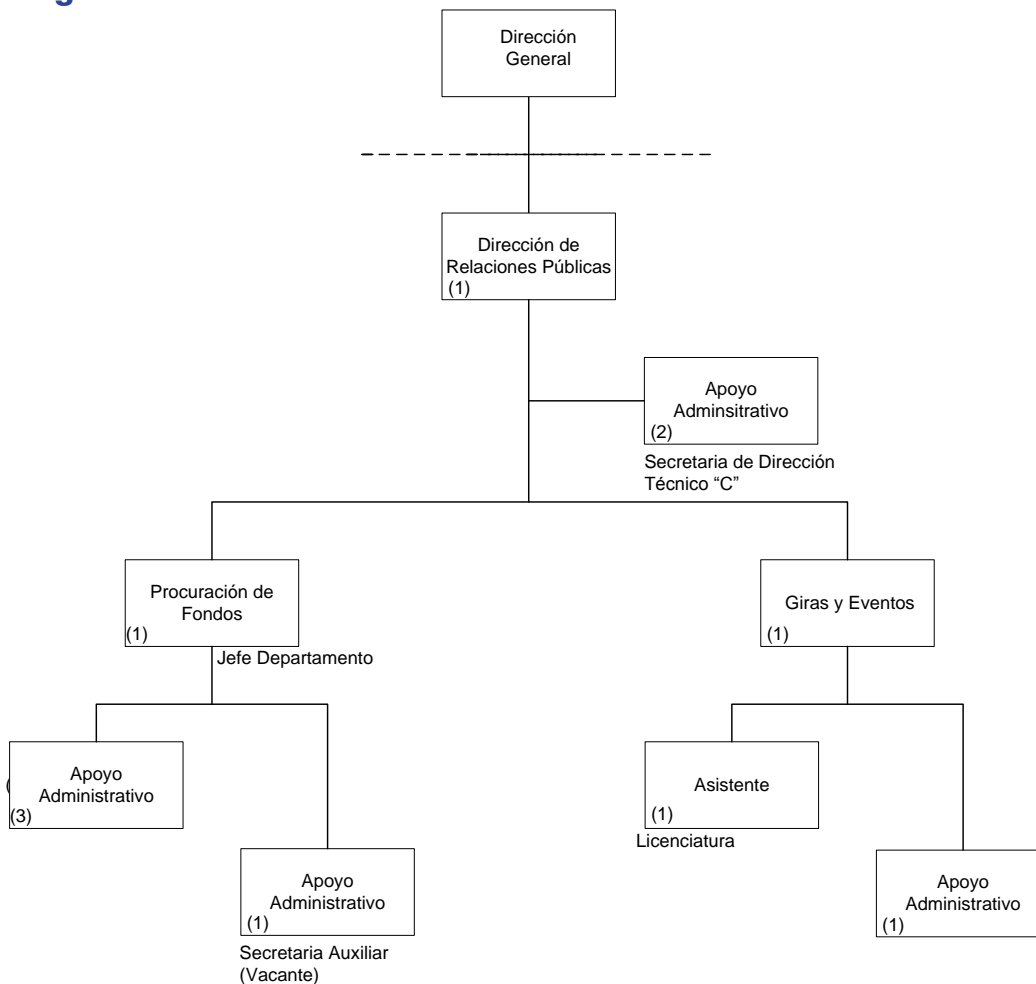 Dirección
General
Dirección de
Relaciones Públicas
(1)
Apoyo
Adminsitrativo
(2)
Secretaria de Dirección
Técnico “C”
Procuración de
Fondos
(1)
Jefe Departamento
Giras y Eventos
(1)
Apoyo
Administrativo
(3)
Apoyo
Administrativo
(1)
Secretaria Auxiliar
(Vacante)
Asistente
(1)
Licenciatura
Apoyo
Administrativo
(1)